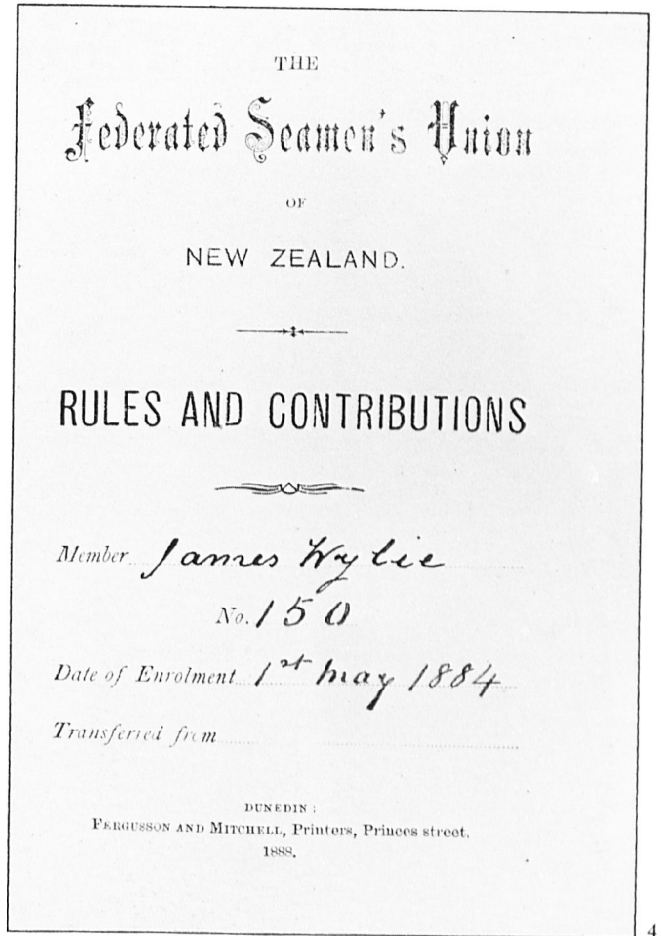 THE
Federated Seamen's Union
OF
NEW ZEALAND.
RULES AND CONTRIBUTIONS
Member James Wylie
No. 150
Date of Enrolment 1st May 1884
Transferred from
DUNEDIN :
FERGUSSON AND MITCHELL, Printers, Princes street.
1888.
4